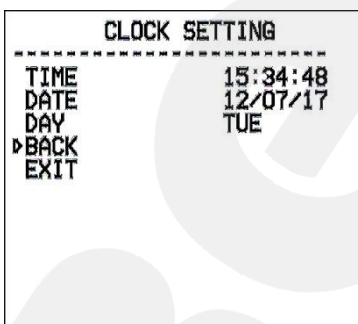 CLOCK SETTING
TIME 15:34:48
DATE 12/07/17
DAY TUE
BACK
EXIT